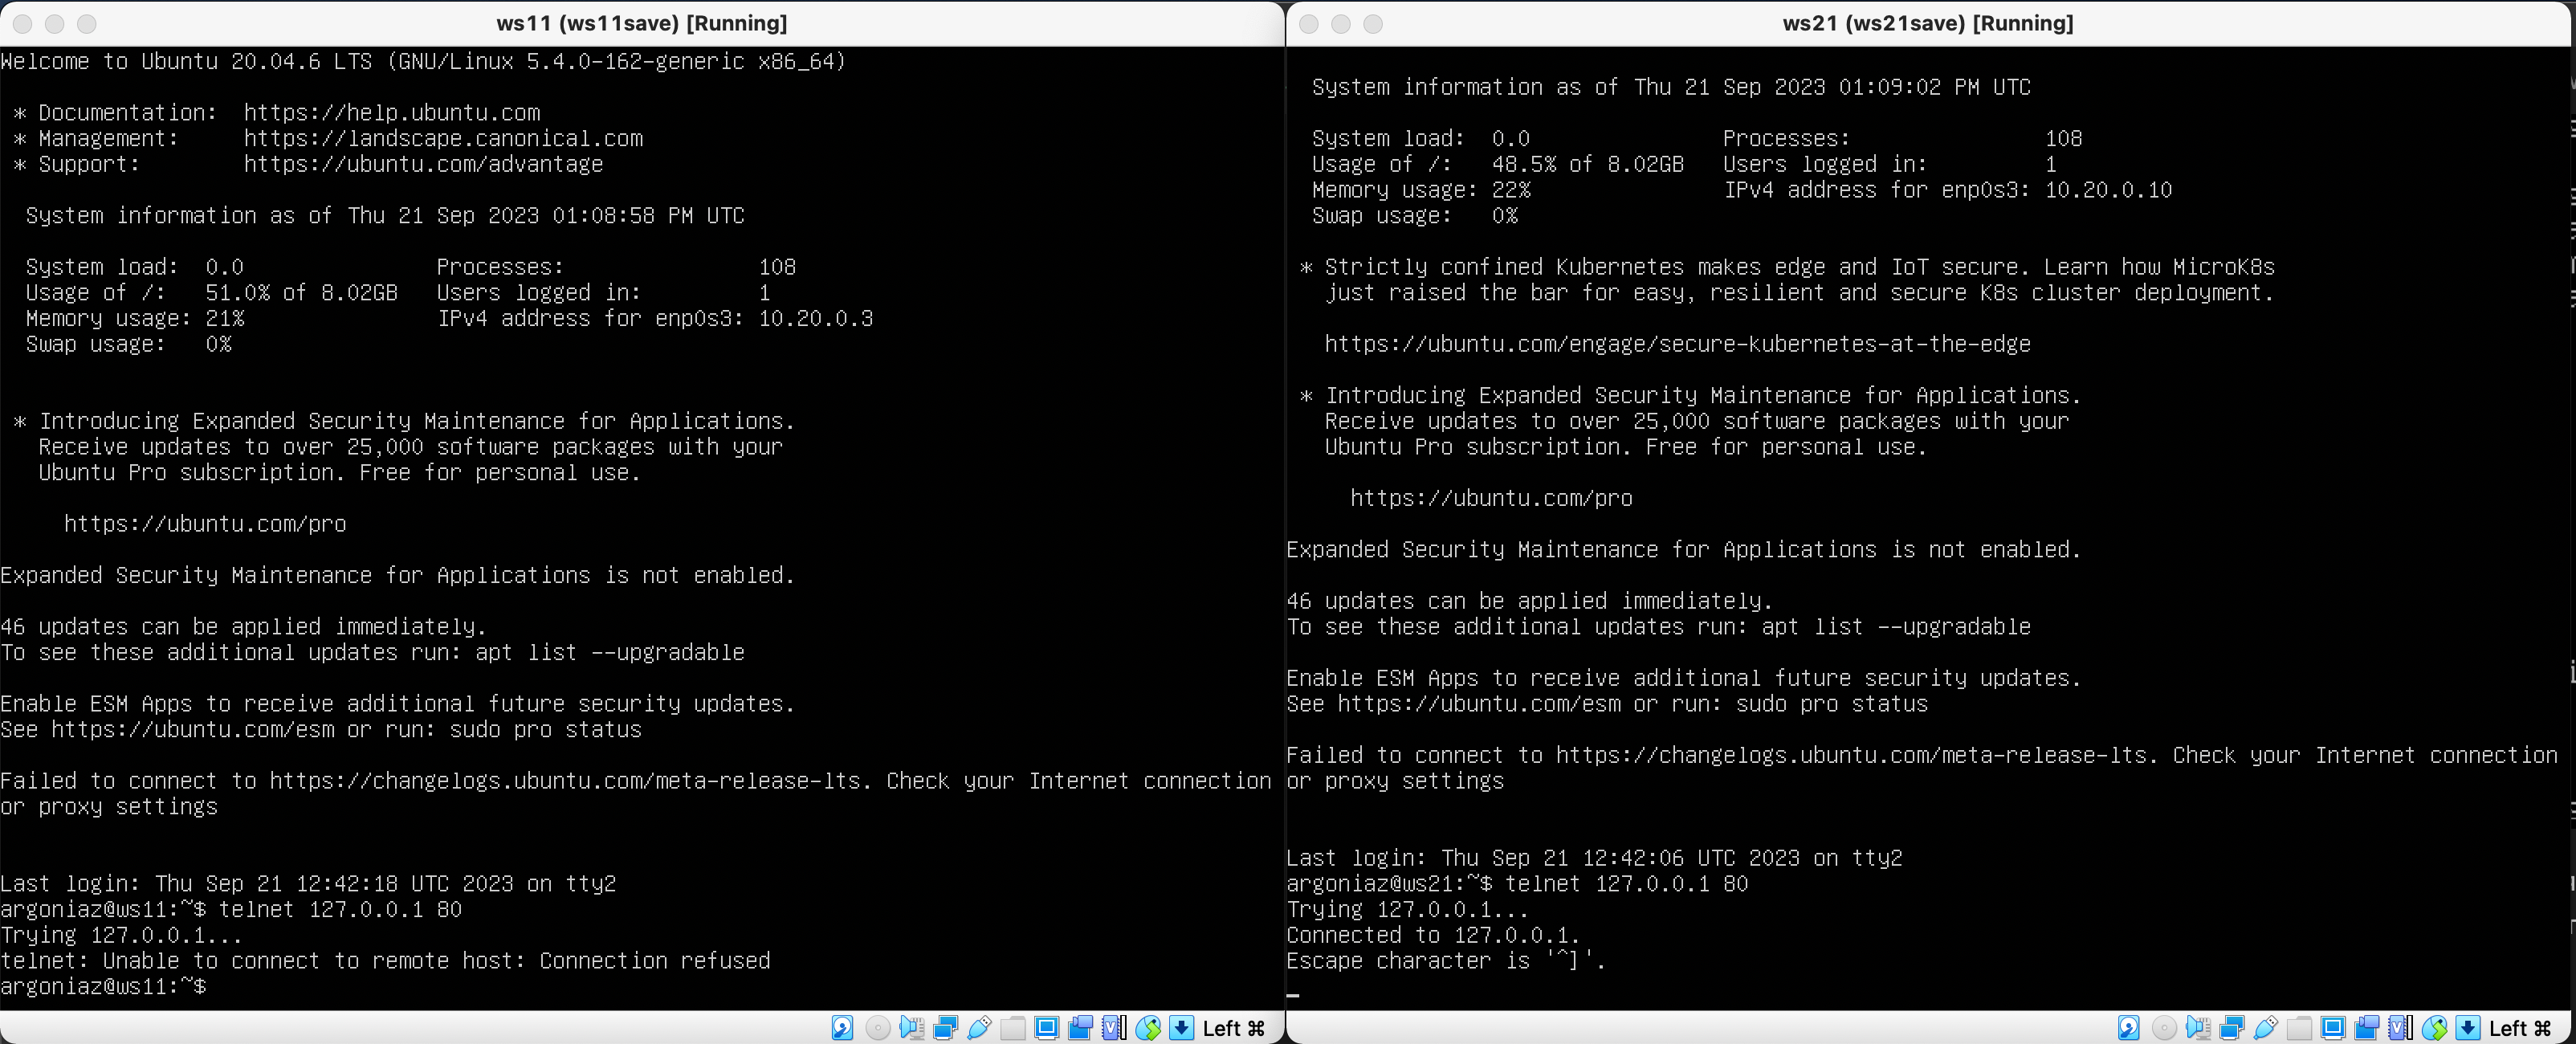 ws11 (ws11save) [Running]
Welcome to Ubuntu 20.04.6 LTS (GNU/Linux 5.4.0-162-generic x86_64)
* Documentation:  https://help.ubuntu.com
* Management:     https://landscape.canonical.com
* Support:        https://ubuntu.com/advantage
System information as of Thu 21 Sep 2023 01:08:58 PM UTC
System load:  0.0               Processes:               108
Usage of /:   51.0% of 8.02GB   Users logged in:         1
Memory usage: 21%               IPv4 address for enp0s3: 10.20.0.3
Swap usage:   0%
* Introducing Expanded Security Maintenance for Applications.
Receive updates to over 25,000 software packages with your
Ubuntu Pro subscription. Free for personal use.
https://ubuntu.com/pro
Expanded Security Maintenance for Applications is not enabled.
46 updates can be applied immediately.
To see these additional updates run: apt list --upgradable
Enable ESM Apps to receive additional future security updates.
See https://ubuntu.com/esm or run: sudo pro status
Failed to connect to https://changelogs.ubuntu.com/meta-release-lts. Check your Internet connection
or proxy settings
Last login: Thu Sep 21 12:42:18 UTC 2023 on tty2
argoniaz@ws11:~$ telnet 127.0.0.1 80
Trying 127.0.0.1...
telnet: Unable to connect to remote host: Connection refused
argoniaz@ws11:~$
Left ⌘
ws21 (ws21save) [Running]
System information as of Thu 21 Sep 2023 01:09:02 PM UTC
System load:  0.0               Processes:               108
Usage of /:   48.5% of 8.02GB   Users logged in:         1
Memory usage: 22%               IPv4 address for enp0s3: 10.20.0.10
Swap usage:   0%
* Strictly confined Kubernetes makes edge and IoT secure. Learn how MicroK8s
just raised the bar for easy, resilient and secure K8s cluster deployment.
https://ubuntu.com/engage/secure-kubernetes-at-the-edge
* Introducing Expanded Security Maintenance for Applications.
Receive updates to over 25,000 software packages with your
Ubuntu Pro subscription. Free for personal use.
https://ubuntu.com/pro
Expanded Security Maintenance for Applications is not enabled.
46 updates can be applied immediately.
To see these additional updates run: apt list --upgradable
Enable ESM Apps to receive additional future security updates.
See https://ubuntu.com/esm or run: sudo pro status
Failed to connect to https://changelogs.ubuntu.com/meta-release-lts. Check your Internet connection
or proxy settings
Last login: Thu Sep 21 12:42:06 UTC 2023 on tty2
argoniaz@ws21:~$ telnet 127.0.0.1 80
Trying 127.0.0.1...
Connected to 127.0.0.1.
Escape character is '^]'.
Left ⌘